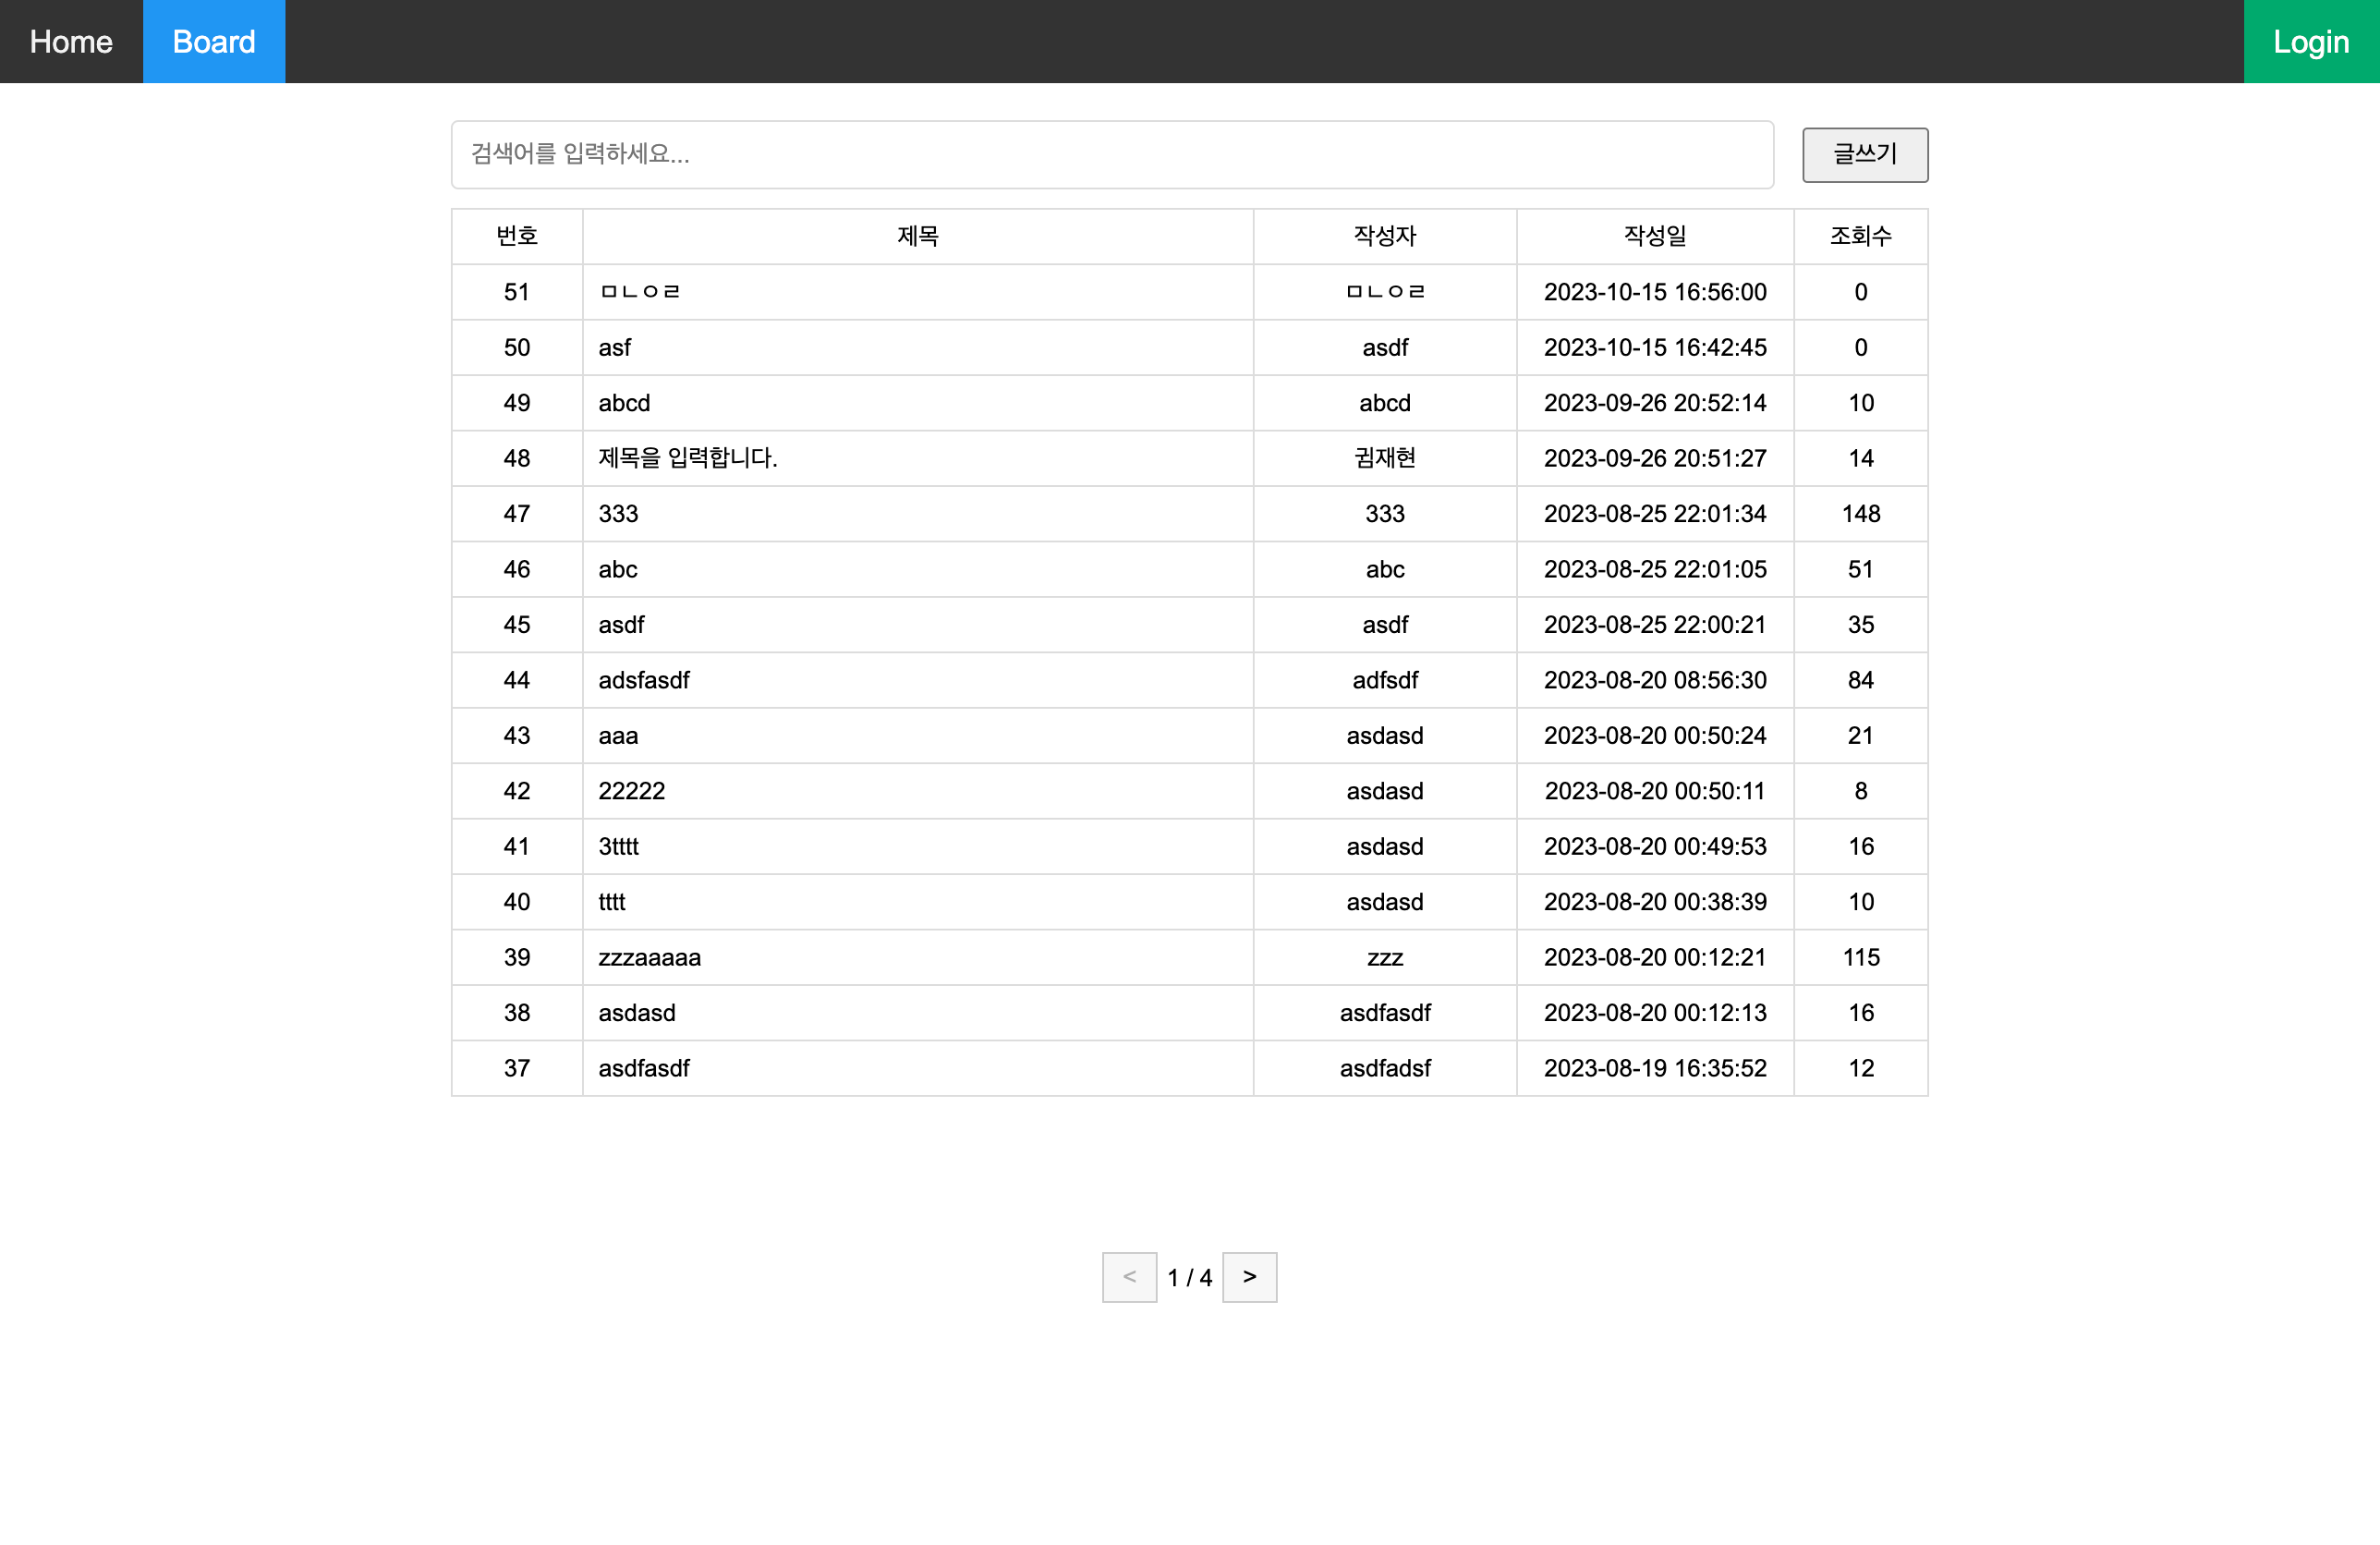 Home Board Login
검색어를 입력하세요... 글쓰기
번호 제목 작성자 작성일 조회수
51 ㅁㄴㅇㄹ ㅁㄴㅇㄹ 2023-10-15 16:56:00 0
50 asf asdf 2023-10-15 16:42:45 0
49 abcd abcd 2023-09-26 20:52:14 10
48 제목을 입력합니다. 귐재현 2023-09-26 20:51:27 14
47 333 333 2023-08-25 22:01:34 148
46 abc abc 2023-08-25 22:01:05 51
45 asdf asdf 2023-08-25 22:00:21 35
44 adsfasdf adfsdf 2023-08-20 08:56:30 84
43 aaa asdasd 2023-08-20 00:50:24 21
42 22222 asdasd 2023-08-20 00:50:11 8
41 3tttt asdasd 2023-08-20 00:49:53 16
40 tttt asdasd 2023-08-20 00:38:39 10
39 zzzaaaaa zzz 2023-08-20 00:12:21 115
38 asdasd asdfasdf 2023-08-20 00:12:13 16
37 asdfasdf asdfadsf 2023-08-19 16:35:52 12
< 1 / 4 >